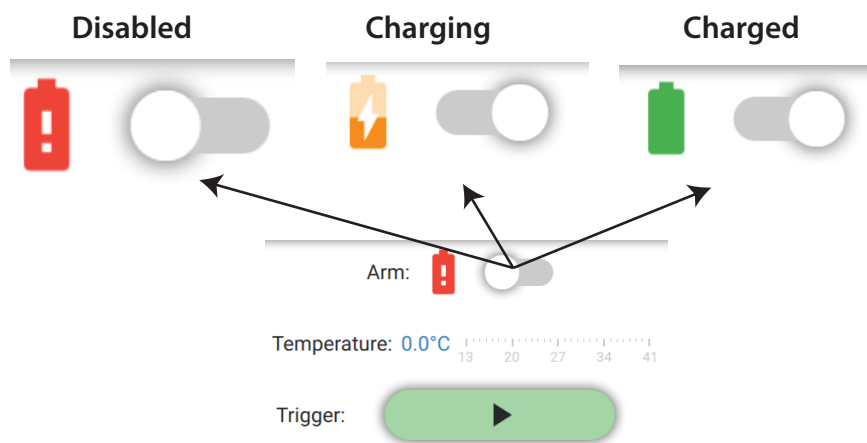 Disabled Charging Charged
Arm:
Temperature: 0.0°C
13 20 27 34 41
Trigger: